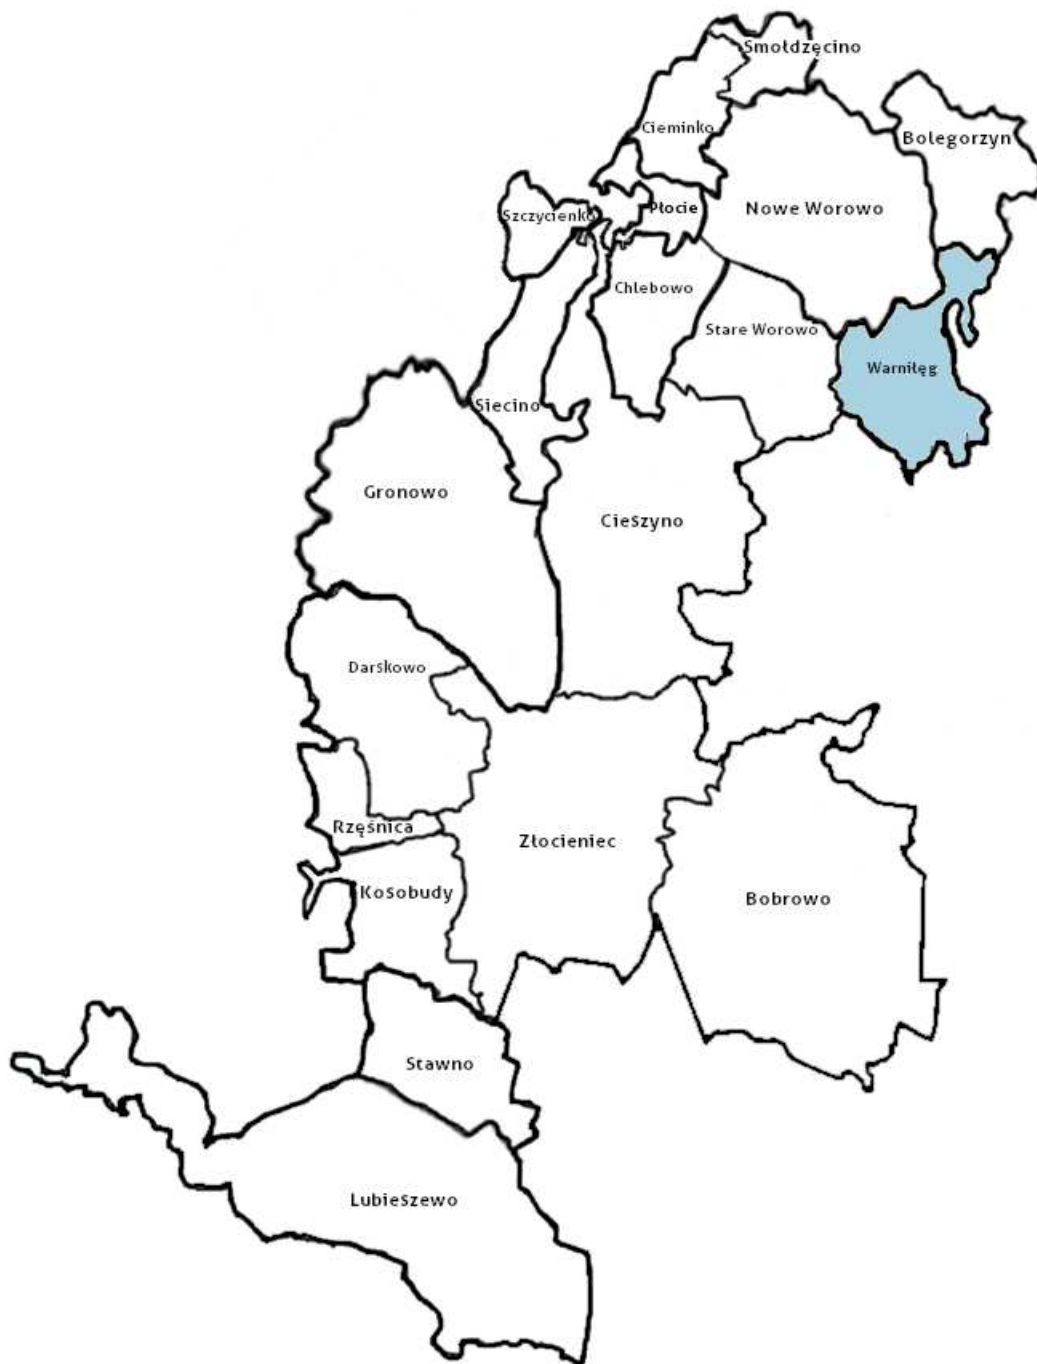 Smołdzęcino
Cieminko
Bolegorzyn
Szczycienko
Płocie
Nowe Worowo
Chlebowo
Stare Worowo
Warniłęg
Siecino
Gronowo
Cieszyno
Darskowo
Rzęśnica
Złocieniec
Kosobudy
Bobrowo
Stawno
Lubieszewo